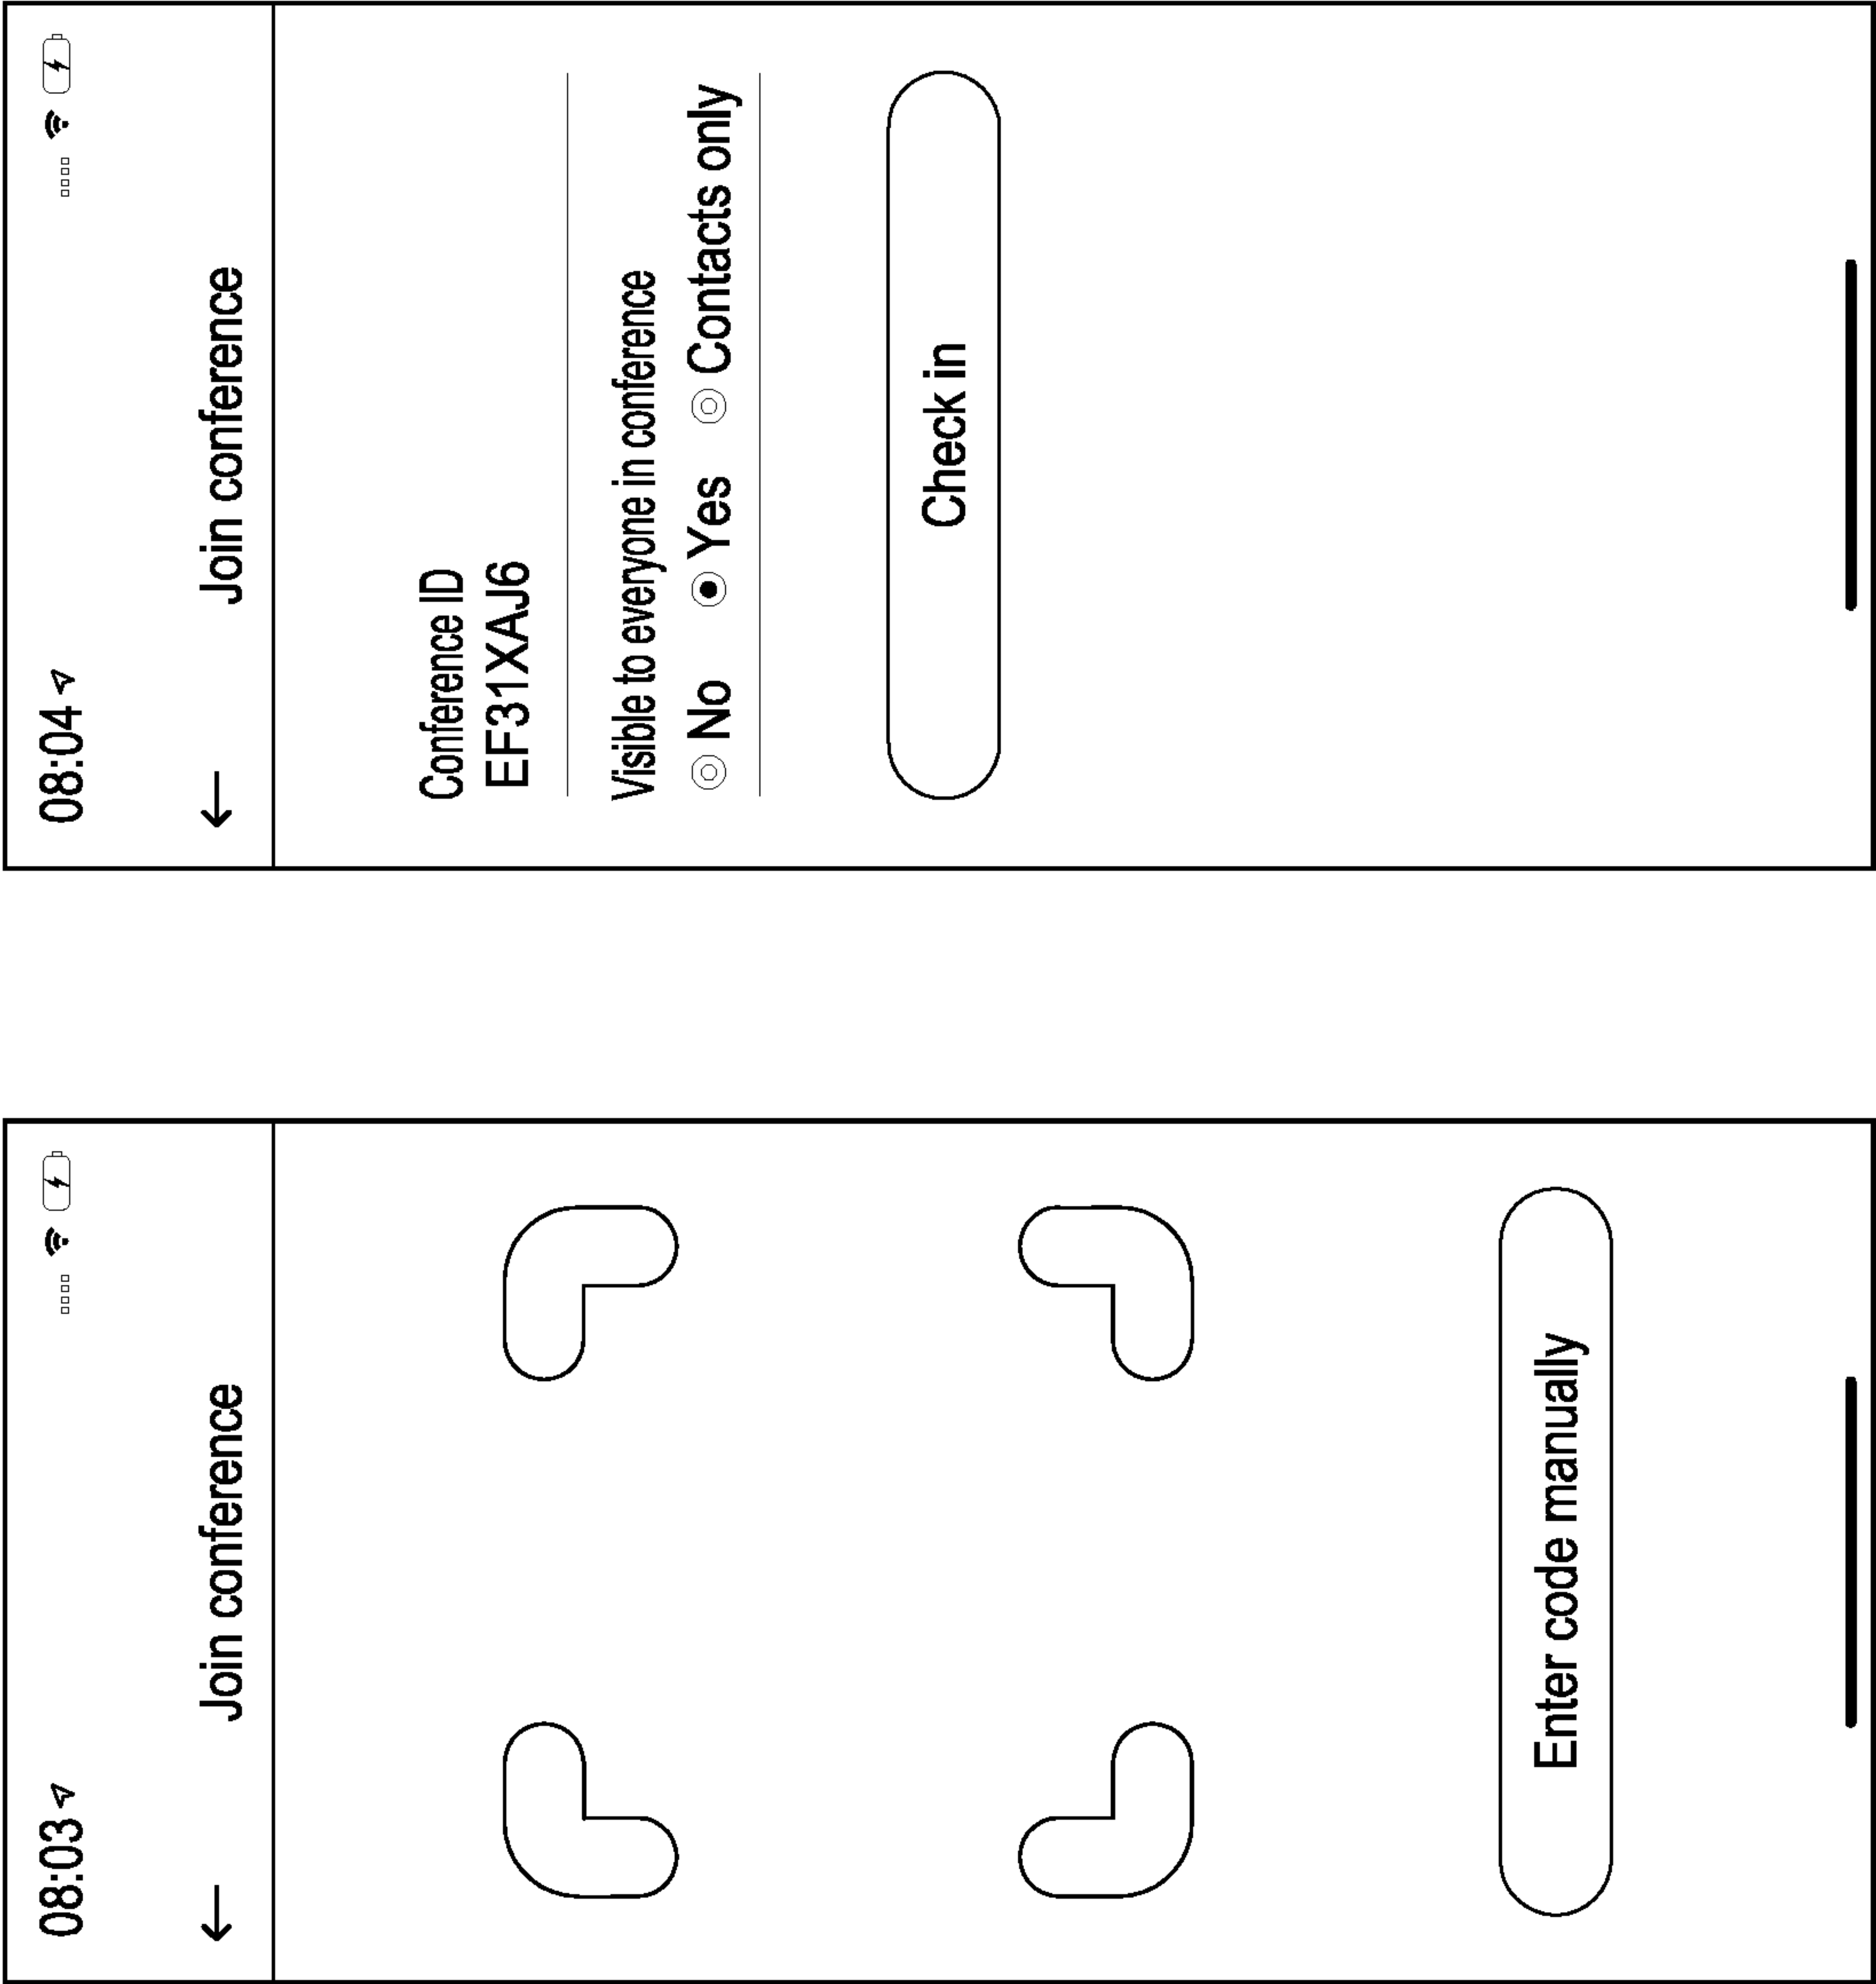 08:03
Join conference
Enter code manually
08:04
Join conference
Conference ID
EF31XAJ6
Visible to everyone in conference
No Yes Contacts only
Check in